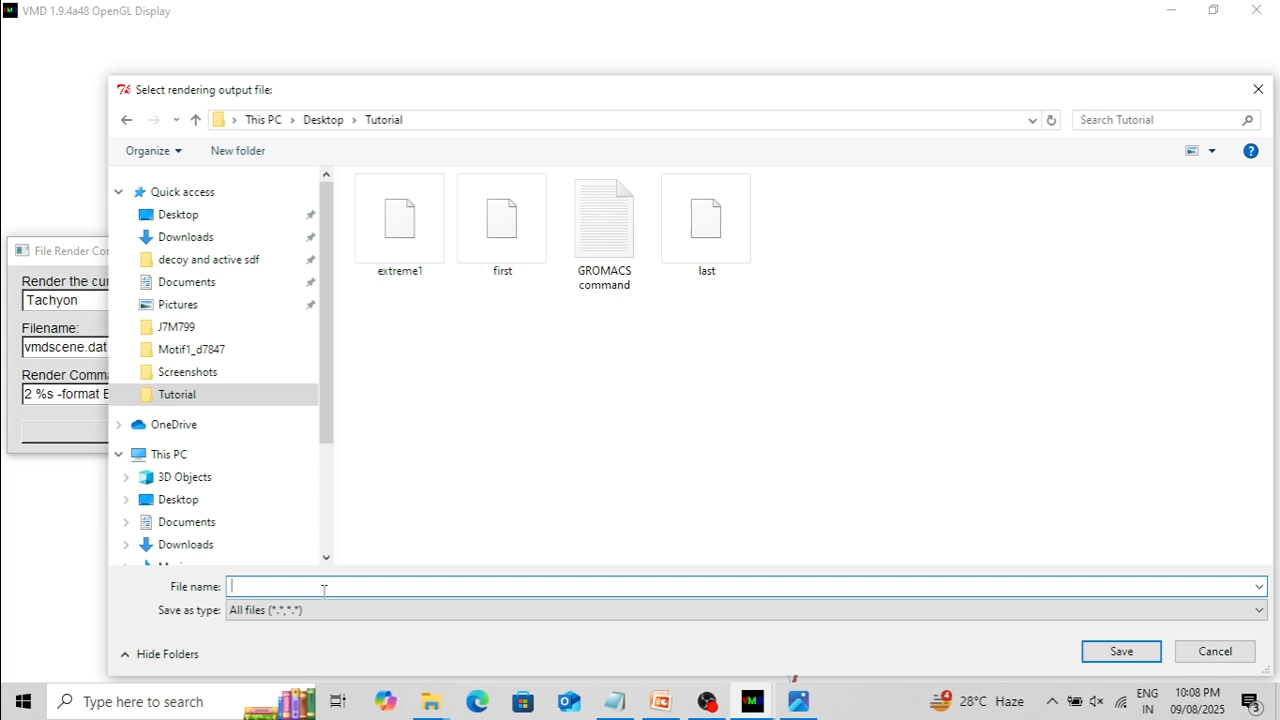 VMD 1.9.4a48 OpenGL Display
Select rendering output file:
This PC > Desktop > Tutorial
Search Tutorial
Organize
New folder
Quick access
Desktop
Downloads
decoy and active sdf
Documents
Pictures
J7M799
Motif1_d7847
Screenshots
Tutorial
OneDrive
This PC
3D Objects
Desktop
Documents
Downloads
extreme1
first
GROMACS
command
last
File Render Co
Render the cur
Tachyon
Filename:
vmdscene.dat
Render Comma
2 %s -format
File name:
Save as type: All files (*.*,*.*)
Hide Folders
Save
Cancel
Type here to search
4
28°C Haze
ENG
IN
10:08 PM
09/08/2025
3